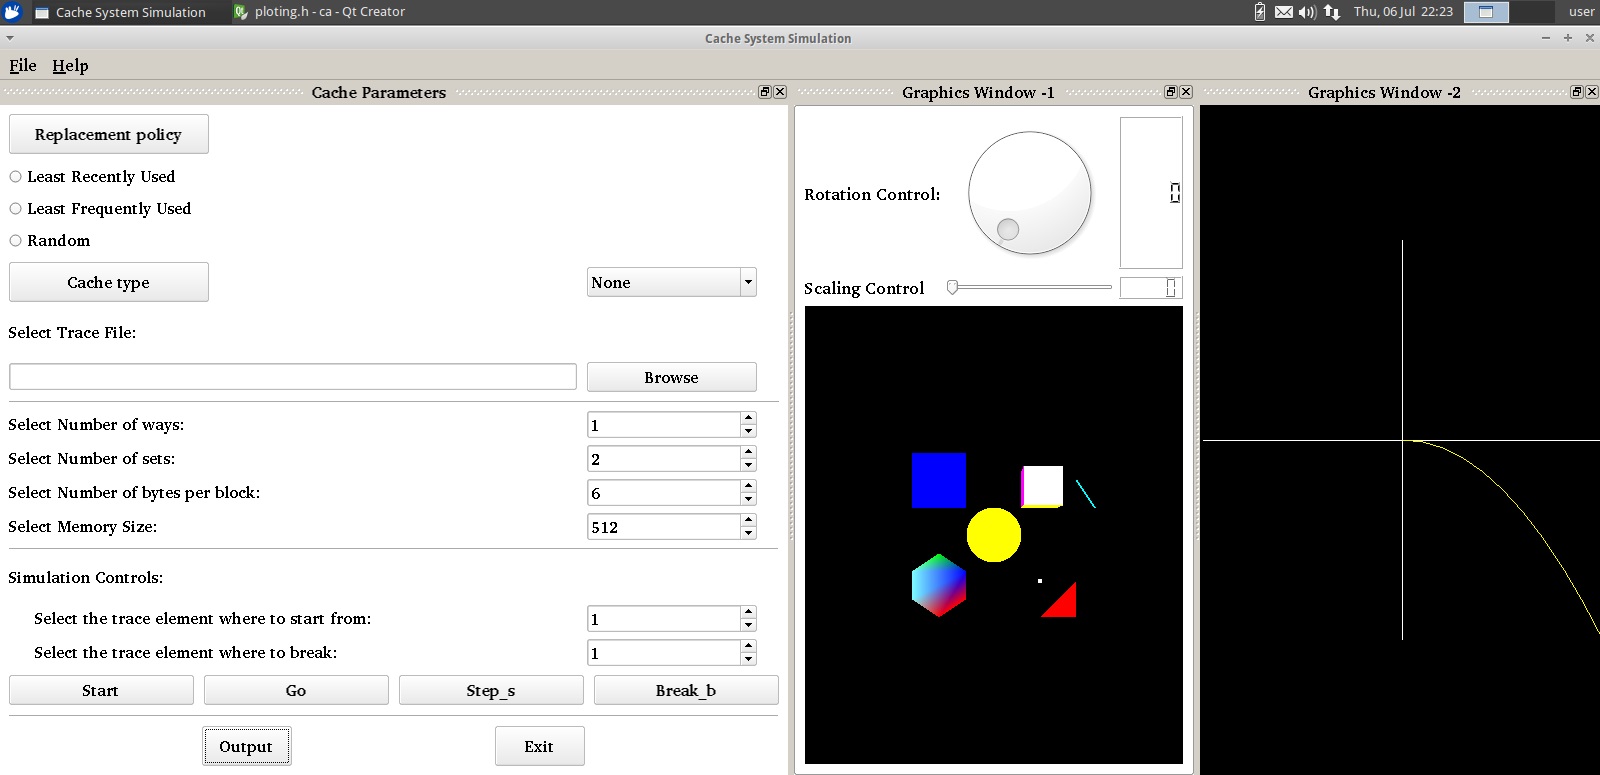 Cache System Simulation
ploting.h - ca - Qt Creator
Thu, 06 Jul 22:23
user
Cache System Simulation
File Help
Cache Parameters
Graphics Window -1
Graphics Window -2
Replacement policy
Least Recently Used
Least Frequently Used
Random
Cache type
None
Select Trace File:
Browse
Select Number of ways:
1
Select Number of sets:
2
Select Number of bytes per block:
6
Select Memory Size:
512
Simulation Controls:
Select the trace element where to start from:
1
Select the trace element where to break:
1
Start
Go
Step_s
Break_b
Output
Exit
Rotation Control:
0
Scaling Control
0